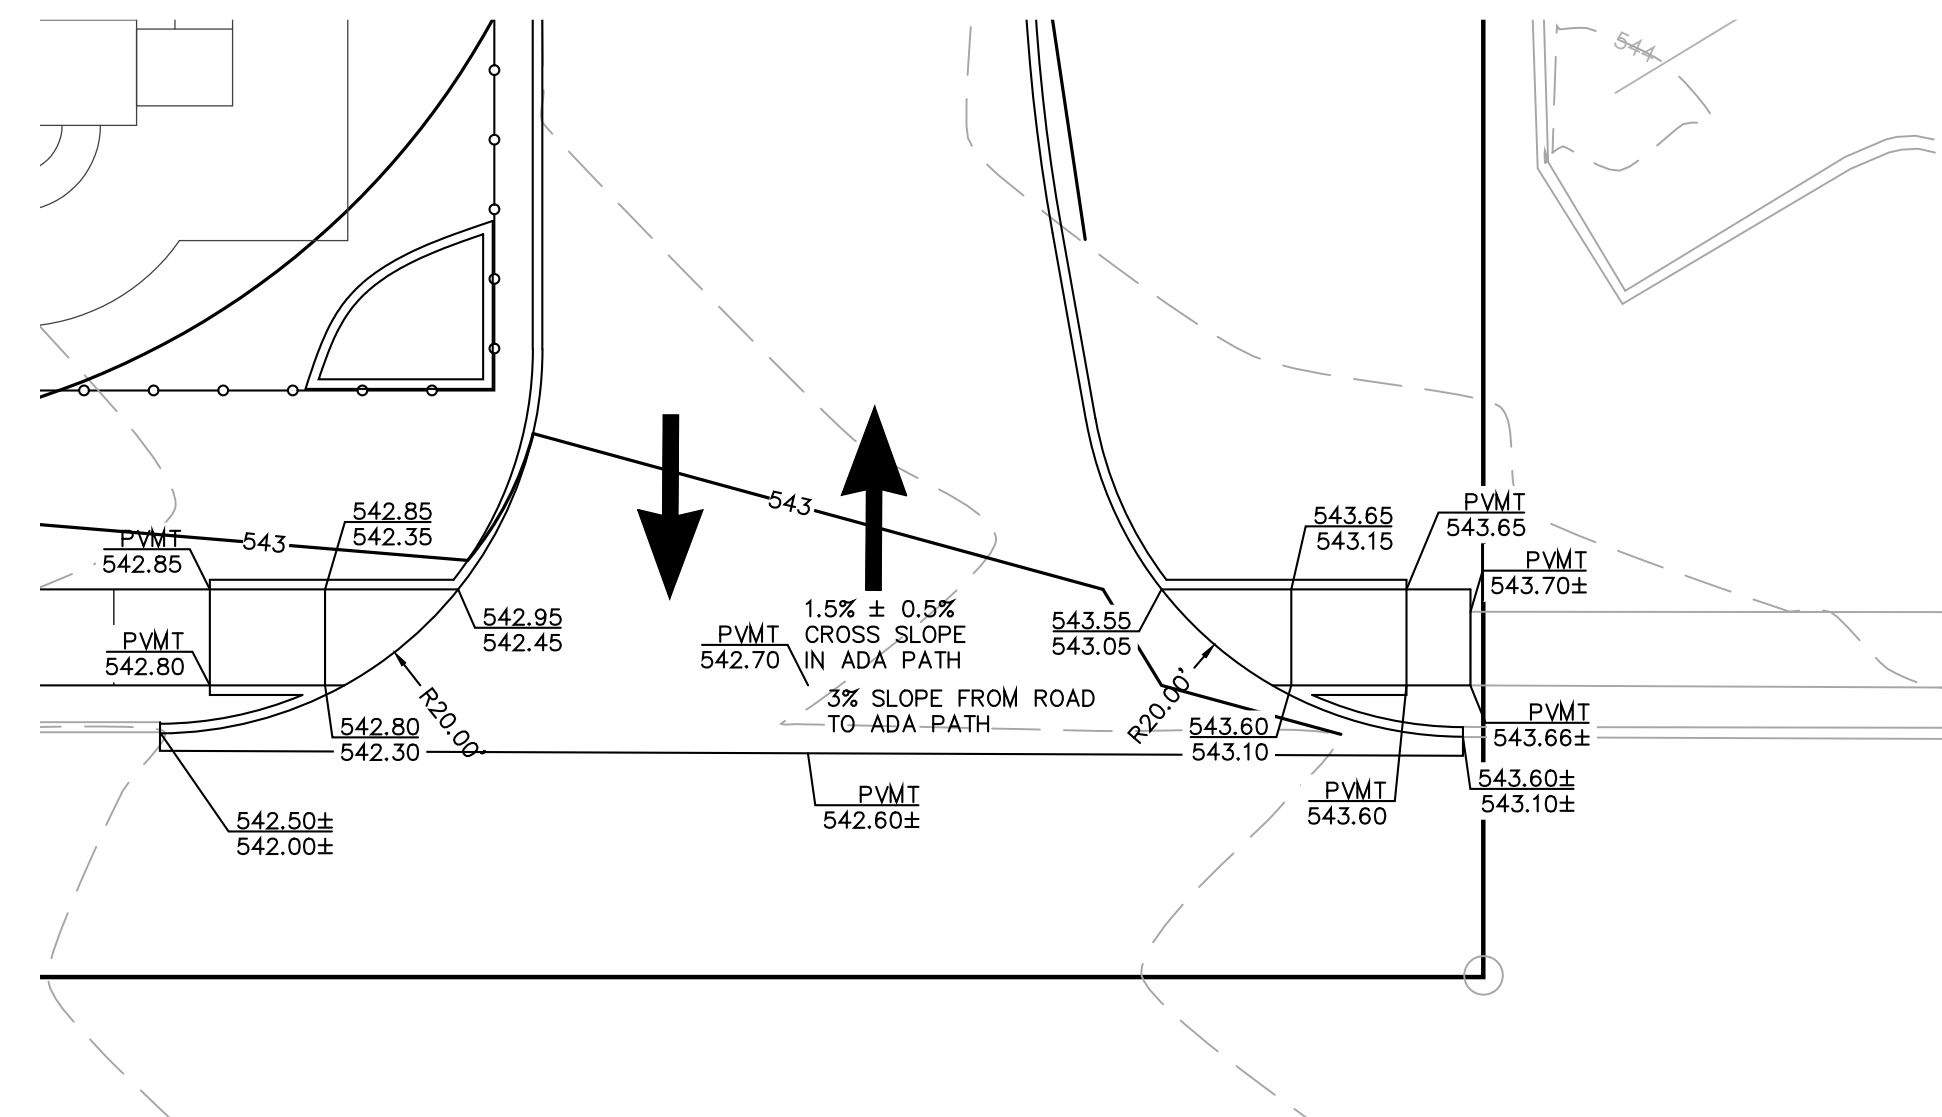 544
542.85
542.35
PVMT
542.85
543
543
543.65
543.15
PVMT
543.65
PVMT
543.70±
542.95
542.45
PVMT
542.80
PVMT
542.70
1.5% ± 0.5%
CROSS SLOPE
IN ADA PATH
3% SLOPE FROM ROAD
TO ADA PATH
543.55
543.05
R20.00'
R20.00'
542.80
542.30
543.60
543.10
PVMT
543.66±
PVMT
542.60±
PVMT
543.60
543.60±
543.10±
542.50±
542.00±